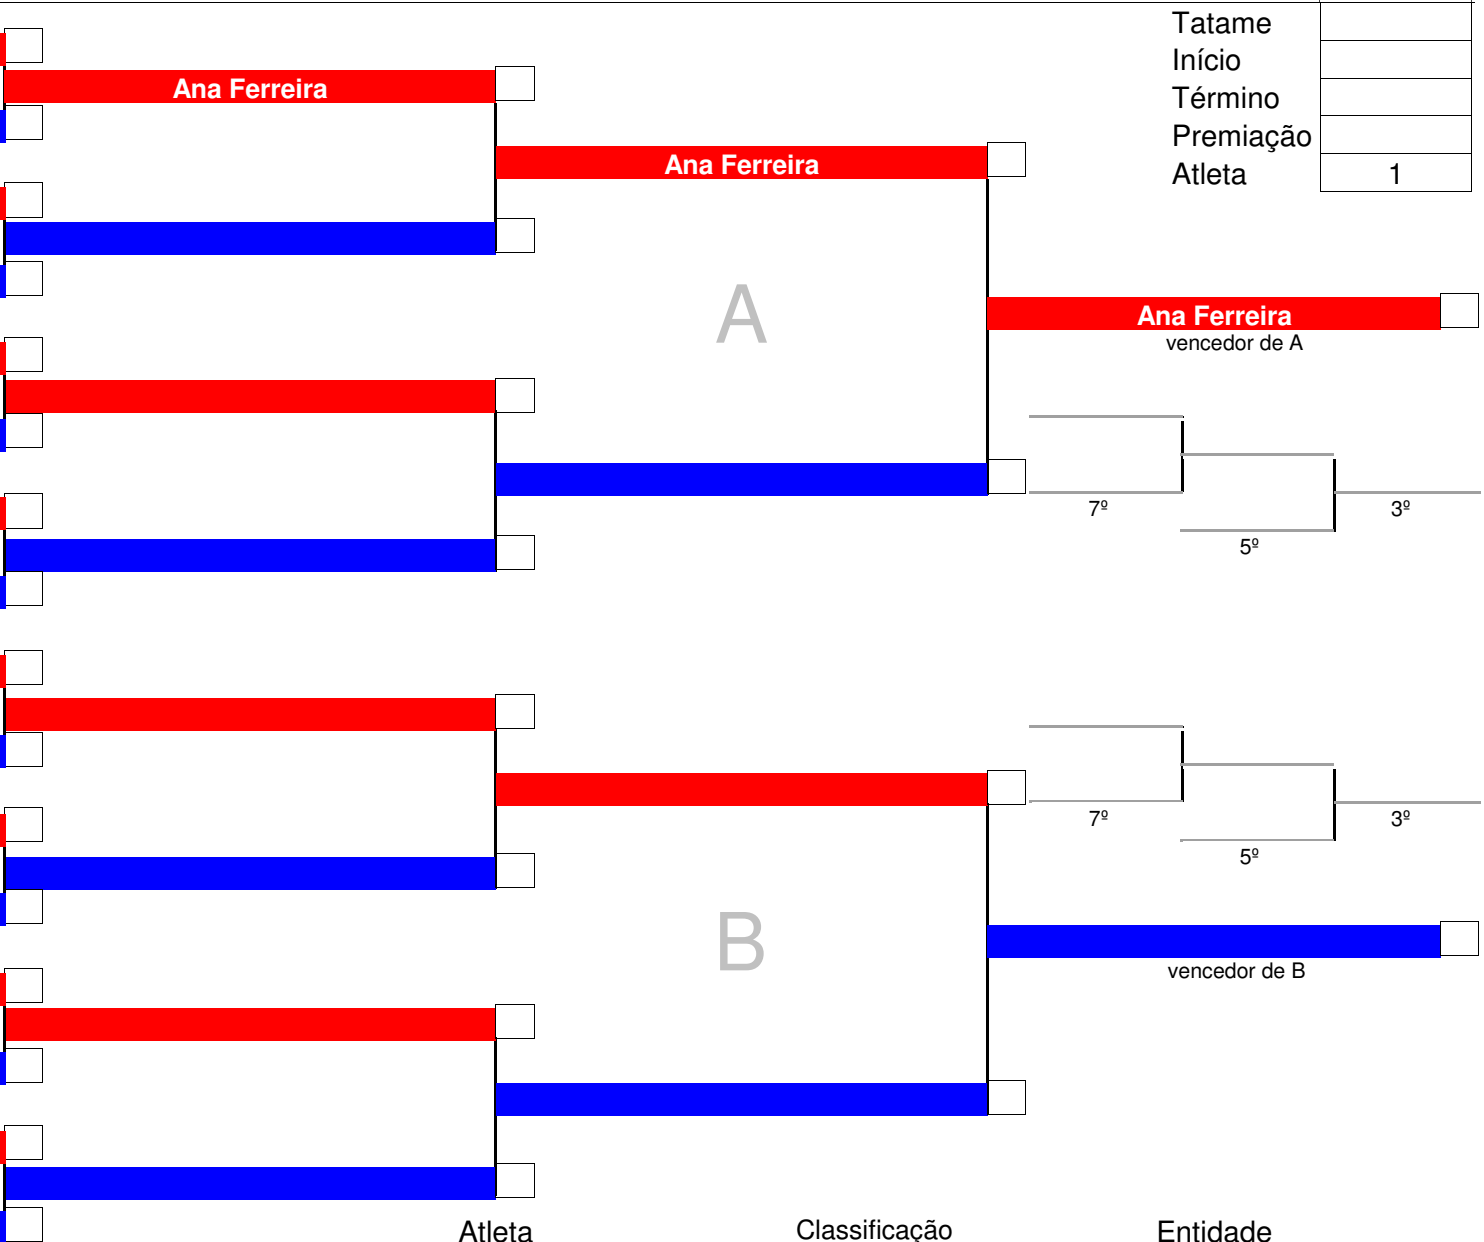 Tatame
Início
Término
Premiação
Atleta 1
Ana Ferreira
Ana Ferreira
A
Ana Ferreira
vencedor de A
7º
3º
5º
7º
3º
5º
B
vencedor de B
Atleta Classificação Entidade